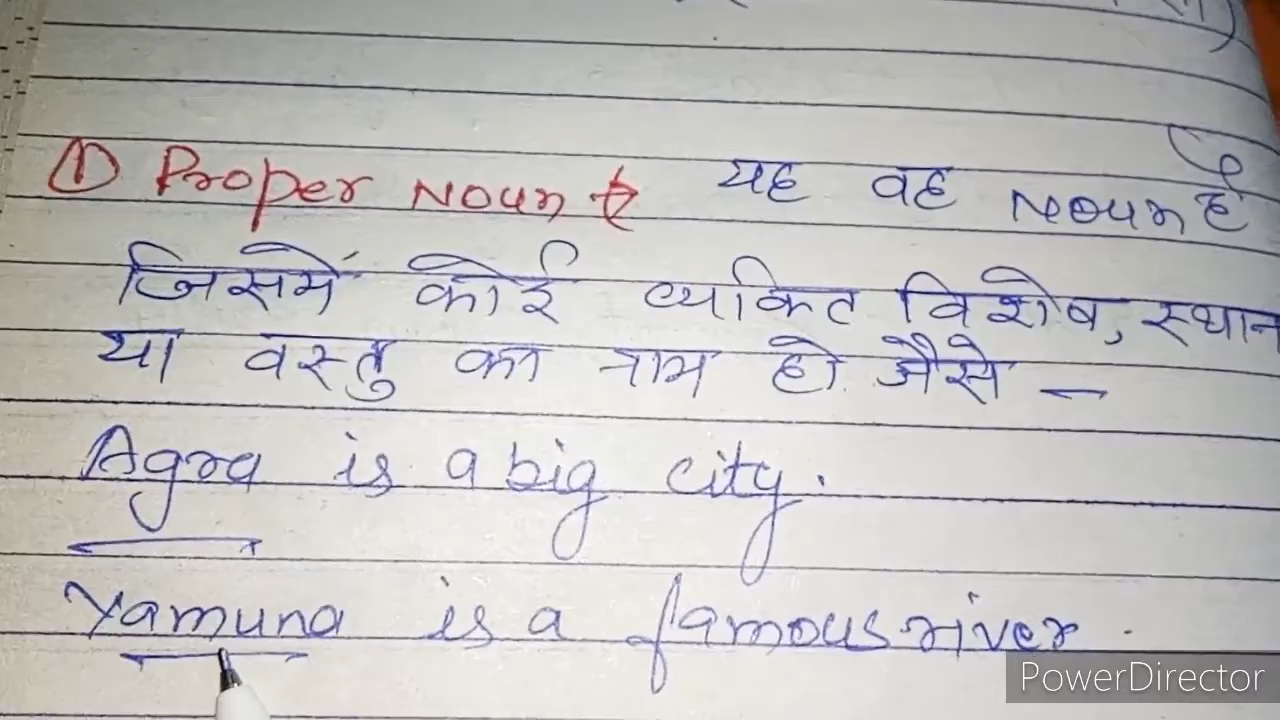 ① Proper Noun यह वह Noun है
जिसमें कोई व्यकित विशेष, स्थान
या वस्तु का नाम हो जैसे –
Agra is a big city.
Yamuna is a famous river.
PowerDirector